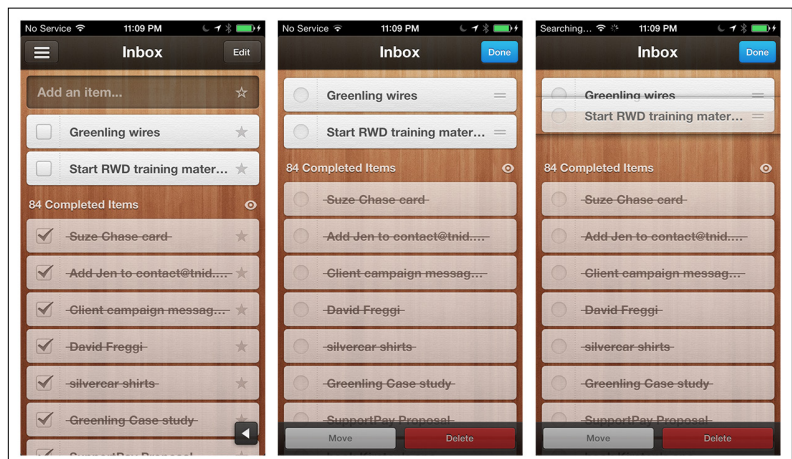 No Service 11:09 PM
Inbox Edit
Add an item...
Greenling wires
Start RWD training mater...
84 Completed Items
Suze Chase card
Add Jen to contact@tnid....
Client campaign messag...
David Freggi
silvercar shirts
Greenling Case study
SupportPay Proposal
No Service 11:09 PM
Inbox Done
Greenling wires
Start RWD training mater...
84 Completed Items
Suze Chase card
Add Jen to contact@tnid....
Client campaign messag...
David Freggi
silvercar shirts
Greenling Case study
SupportPay Proposal
Move Delete
Searching... 11:09 PM
Inbox Done
Greenling wires
Start RWD training mater...
84 Completed Items
Suze Chase card
Add Jen to contact@tnid....
Client campaign messag...
David Freggi
silvercar shirts
Greenling Case study
SupportPay Proposal
Move Delete